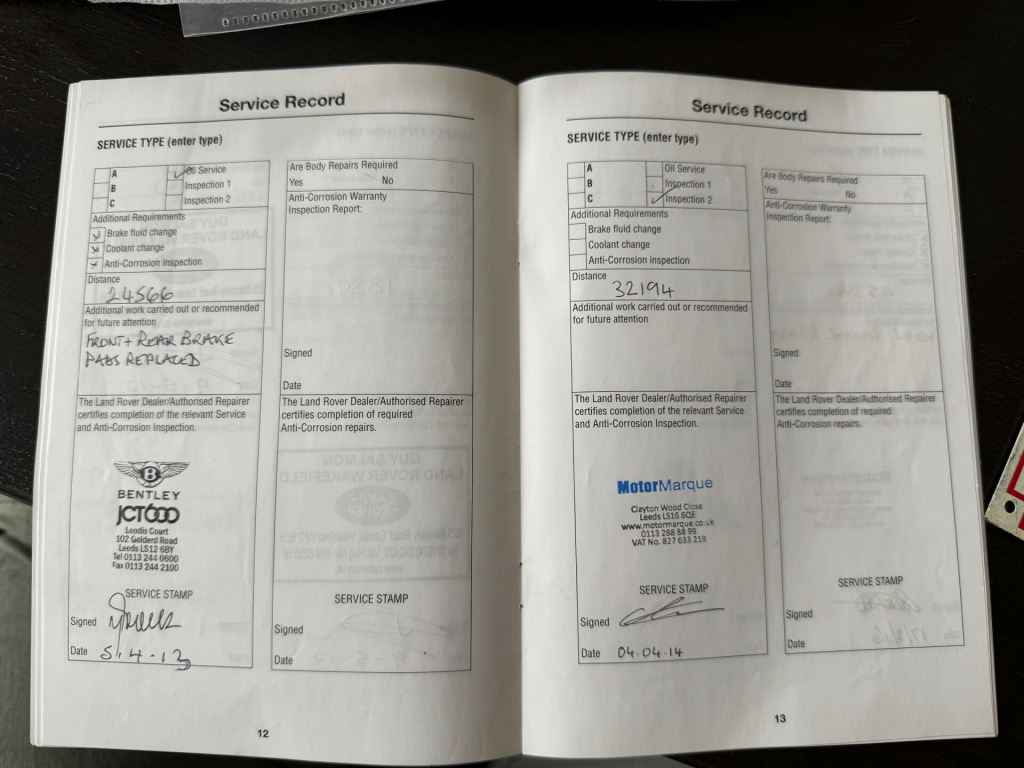 Service Record
SERVICE TYPE (enter type)
A
B
C
Oil Service
Inspection 1
Inspection 2
Additional Requirements
Brake fluid change
Coolant change
Anti-Corrosion inspection
Distance
24566
Additional work carried out or recommended
for future attention
FRONT + REAR BRAKE
PADS REPLACED
The Land Rover Dealer/Authorised Repairer
certifies completion of the relevant Service
and Anti-Corrosion Inspection.
B
BENTLEY
JCT600
Leodis Court
102 Gelderd Road
Leeds LS12 6BY
Tel 0113 244 0600
Fax 0113 244 2100
SERVICE STAMP
Signed
Date 5.4.13
Are Body Repairs Required
Yes No
Anti-Corrosion Warranty
Inspection Report:
Signed
Date
The Land Rover Dealer/Authorised Repairer
certifies completion of required
Anti-Corrosion repairs.
SERVICE STAMP
Signed
Date
12
Service Record
SERVICE TYPE (enter type)
A
B
C
Oil Service
Inspection 1
Inspection 2
Additional Requirements
Brake fluid change
Coolant change
Anti-Corrosion inspection
Distance
32194
Additional work carried out or recommended
for future attention
The Land Rover Dealer/Authorised Repairer
certifies completion of the relevant Service
and Anti-Corrosion Inspection.
MotorMarque
Clayton Wood Close
Leeds LS16 6QE
www.motormarque.co.uk
0113 288 88 99
VAT No. 827 633 219
SERVICE STAMP
Signed
Date 04.04.14
Are Body Repairs Required
Yes No
Anti-Corrosion Warranty
Inspection Report:
Signed
Date
The Land Rover Dealer/Authorised Repairer
certifies completion of required
Anti-Corrosion repairs.
SERVICE STAMP
Signed
Date
13